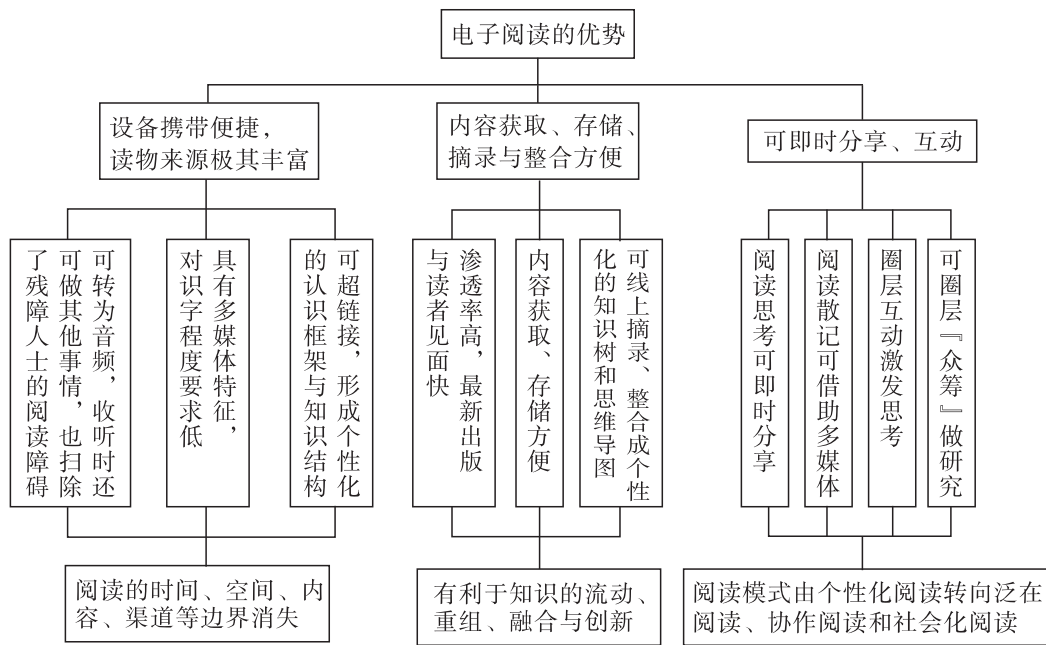 电子阅读的优势
设备携带便捷，
读物来源极其丰富
内容获取、存储、
摘录与整合方便
可即时分享、互动
可转为音频，收听时还
可做其他事情，也扫除
了残障人士的阅读障碍
具有多媒体特征，
对识字程度要求低
可超链接，形成个性化
的认识框架与知识结构
渗透率高，最新出版
与读者见面快
内容获取、存储方便
可线上摘录、整合成个性
化的知识树和思维导图
阅读思考可即时分享
阅读散记可借助多媒体
圈层互动激发思考
可圈层『众筹』做研究
阅读的时间、空间、内
容、渠道等边界消失
有利于知识的流动、
重组、融合与创新
阅读模式由个性化阅读转向泛在
阅读、协作阅读和社会化阅读